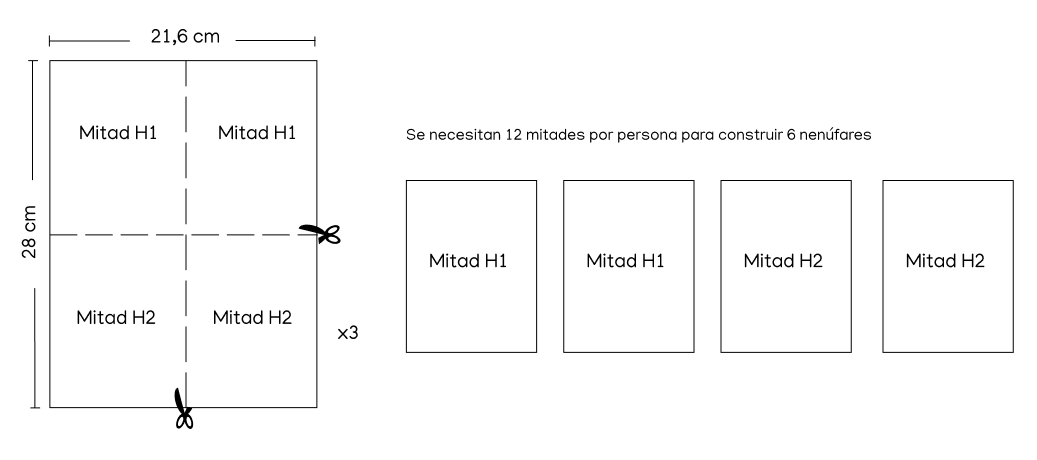 21,6 cm
28 cm
Mitad H1
Mitad H1
Mitad H2
Mitad H2
x3
Se necesitan 12 mitades por persona para construir 6 nenúfares
Mitad H1
Mitad H1
Mitad H2
Mitad H2